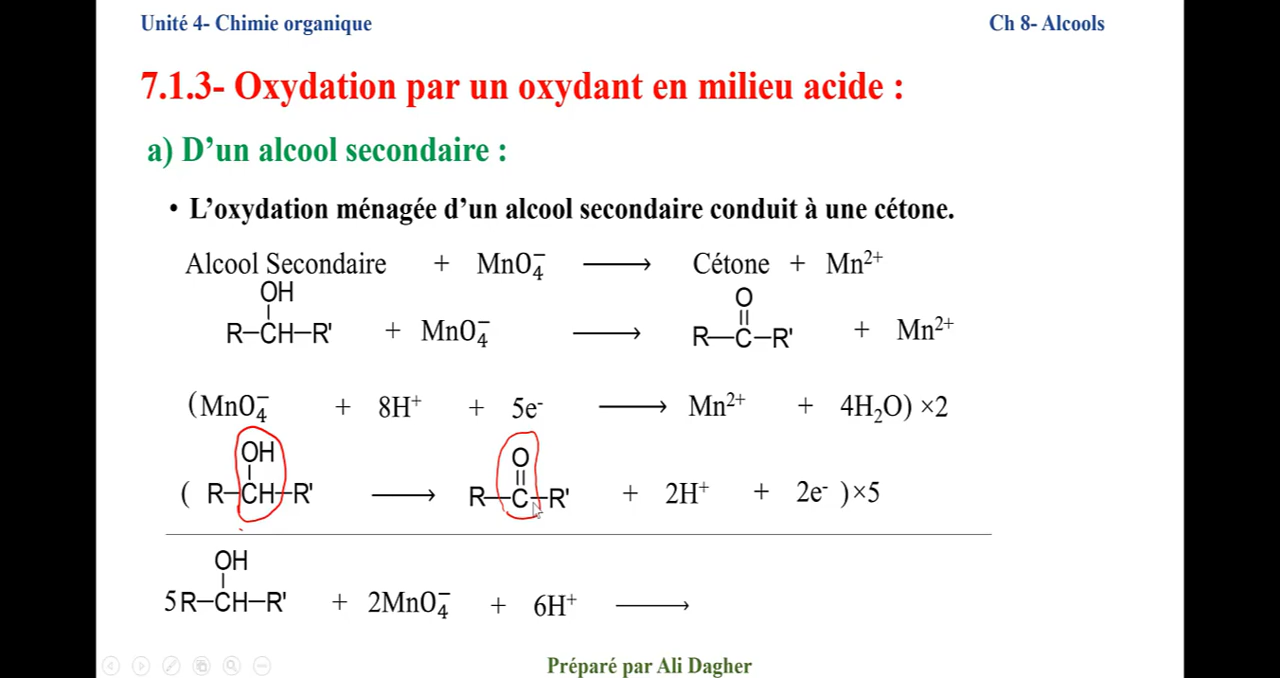 Unité 4- Chimie organique
Ch 8- Alcools
7.1.3- Oxydation par un oxydant en milieu acide :
a) D’un alcool secondaire :
• L’oxydation ménagée d’un alcool secondaire conduit à une cétone.
Alcool Secondaire + MnO₄⁻ ⟶ Cétone + Mn²⁺
OH O
R–CH–R' + MnO₄⁻ ⟶ R–C–R' + Mn²⁺
(MnO₄⁻ + 8H⁺ + 5e⁻ ⟶ Mn²⁺ + 4H₂O) ×2
OH O
( R–CH–R' ⟶ R–C–R' + 2H⁺ + 2e⁻ )×5
OH
5R–CH–R' + 2MnO₄⁻ + 6H⁺ ⟶
Préparé par Ali Dagher